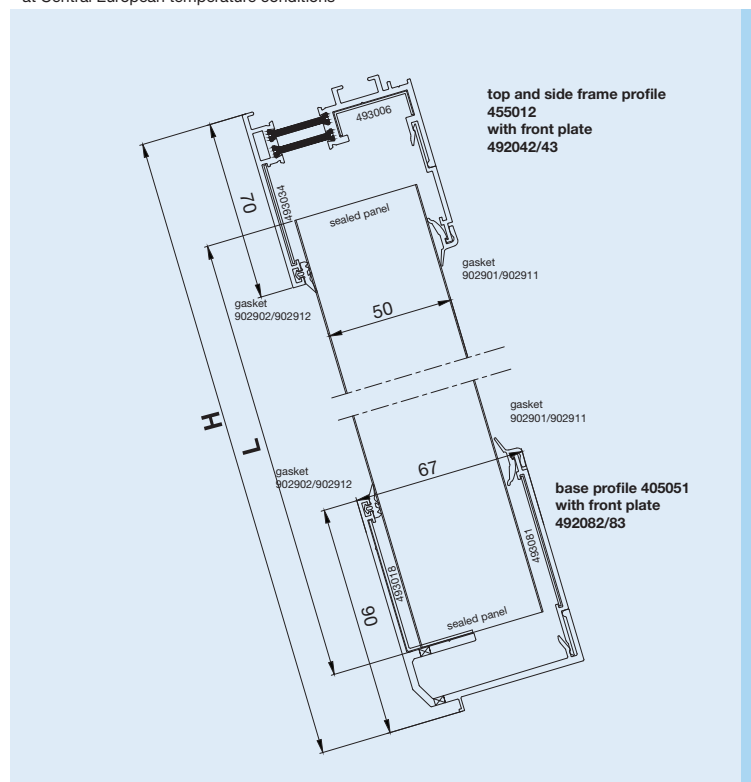 at Central European temperature conditions
top and side frame profile
455012
with front plate
492042/43
493006
70
493034
sealed panel
gasket
902901/902911
gasket
902902/902912
50
gasket
902901/902911
H
L
gasket
902902/902912
67
base profile 405051
with front plate
492082/83
493018
493081
90
sealed panel